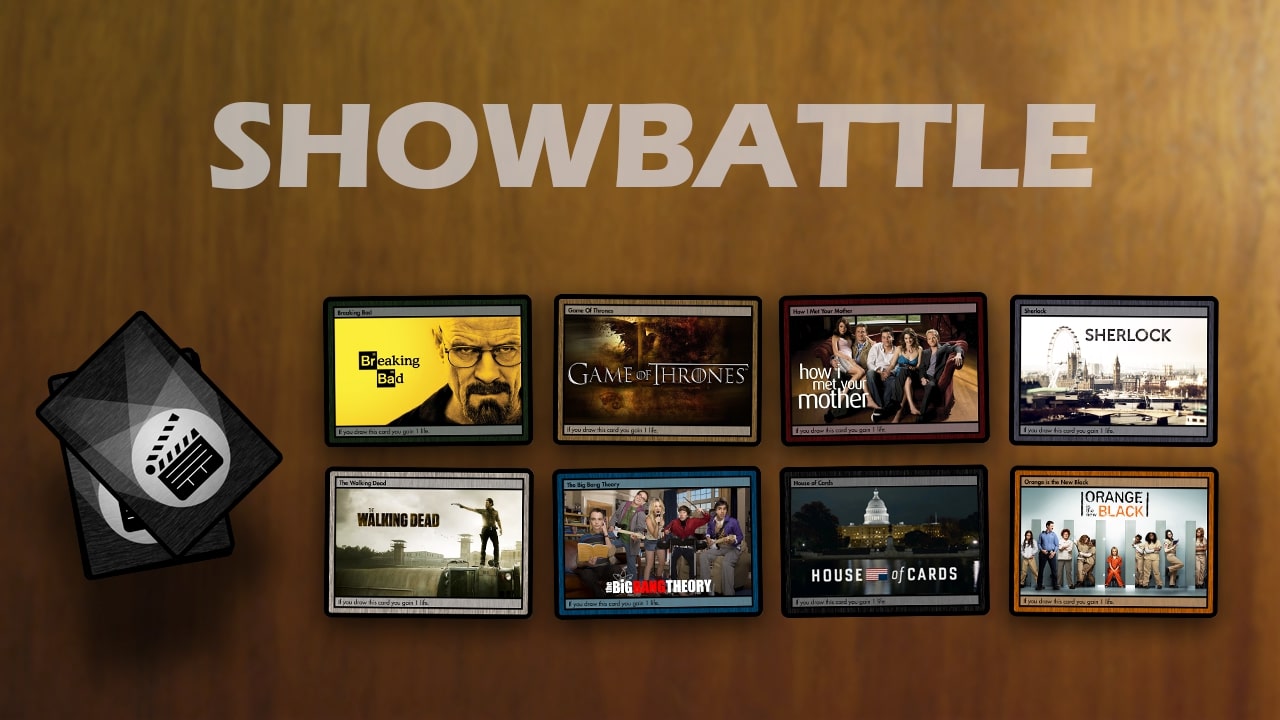 SHOWBATTLE
Breaking Bad
Breaking
Bad
If you draw this card you gain 1 life.
Game Of Thrones
GAME OF THRONES
If you draw this card you gain 1 life.
How I Met Your Mother
how i
met your
mother
If you draw this card you gain 1 life.
Sherlock
SHERLOCK
If you draw this card you gain 1 life.
The Walking Dead
THE
WALKING DEAD
If you draw this card you gain 1 life.
The Big Bang Theory
the BIG BANG THEORY
If you draw this card you gain 1 life.
House of Cards
HOUSE of CARDS
If you draw this card you gain 1 life.
Orange is the New Black
ORANGE
is the new BLACK
If you draw this card you gain 1 life.